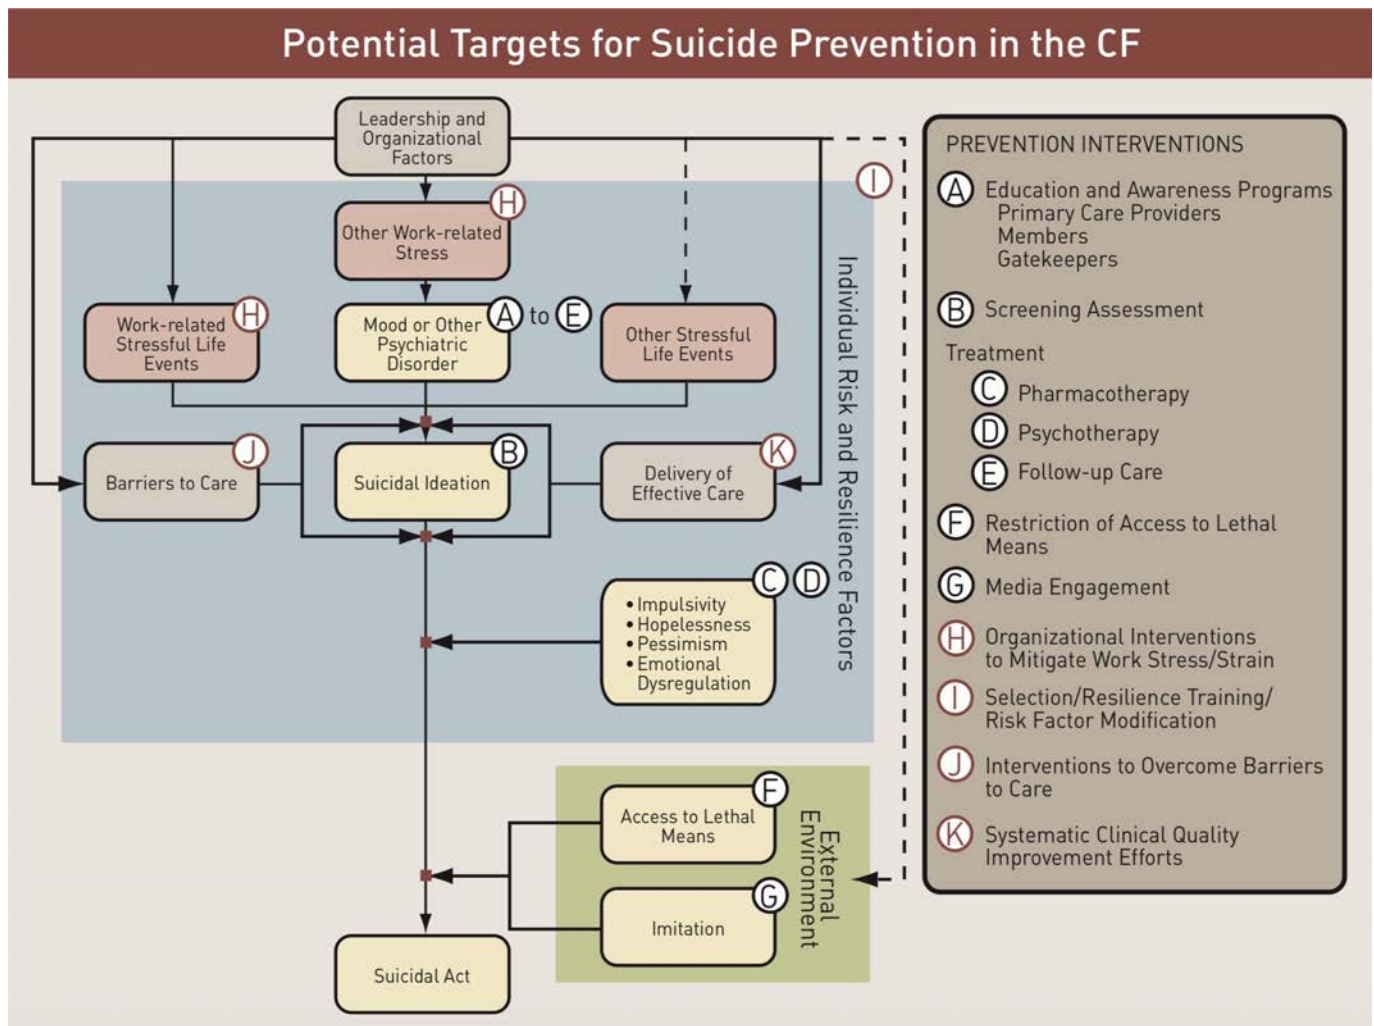 Potential Targets for Suicide Prevention in the CF
Leadership and
Organizational
Factors
I
H
Other Work-related
Stress
H
Work-related
Stressful Life
Events
A to E
Mood or Other
Psychiatric
Disorder
Other Stressful
Life Events
Individual Risk and Resilience Factors
J
Barriers to Care
B
Suicidal Ideation
K
Delivery of
Effective Care
C D
• Impulsivity
• Hopelessness
• Pessimism
• Emotional
Dysregulation
F
Access to Lethal
Means
G
Imitation
External
Environment
Suicidal Act
PREVENTION INTERVENTIONS
A Education and Awareness Programs
Primary Care Providers
Members
Gatekeepers
B Screening Assessment
Treatment
C Pharmacotherapy
D Psychotherapy
E Follow-up Care
F Restriction of Access to Lethal
Means
G Media Engagement
H Organizational Interventions
to Mitigate Work Stress/Strain
I Selection/Resilience Training/
Risk Factor Modification
J Interventions to Overcome Barriers
to Care
K Systematic Clinical Quality
Improvement Efforts